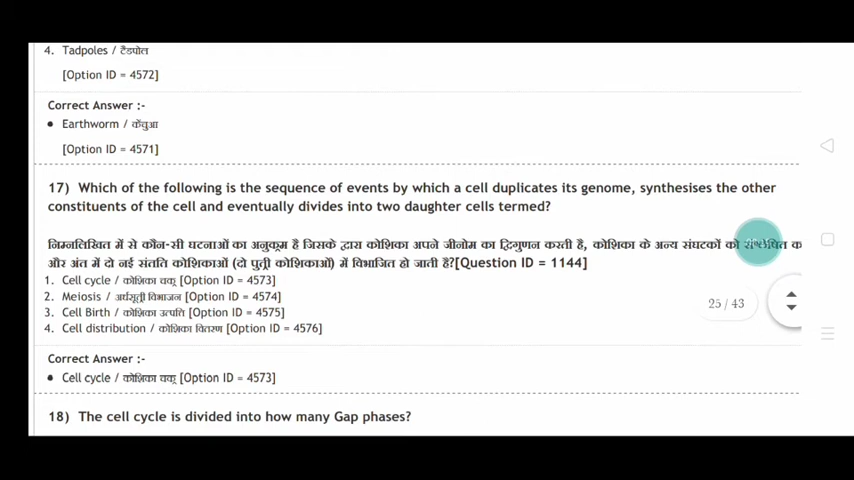 4. Tadpoles / टैडपोल
[Option ID = 4572]
Correct Answer :-
• Earthworm / केंचुआ
[Option ID = 4571]
17) Which of the following is the sequence of events by which a cell duplicates its genome, synthesises the other
constituents of the cell and eventually divides into two daughter cells termed?
निम्नलिखित में से कौन-सी घटनाओं का अनुक्रम है जिसके द्वारा कोशिका अपने जीनोम का द्विगुणन करती है, कोशिका के अन्य संघटकों को संश्लेषित क
और अंत में दो नई संतति कोशिकाओं (दो पुत्री कोशिकाओं) में विभाजित हो जाती है?[Question ID = 1144]
1. Cell cycle / कोशिका चक्र [Option ID = 4573]
2. Meiosis / अर्धसूत्री विभाजन [Option ID = 4574]
3. Cell Birth / कोशिका उत्पत्ति [Option ID = 4575]
4. Cell distribution / कोशिका वितरण [Option ID = 4576]
25 / 43
Correct Answer :-
• Cell cycle / कोशिका चक्र [Option ID = 4573]
18) The cell cycle is divided into how many Gap phases?